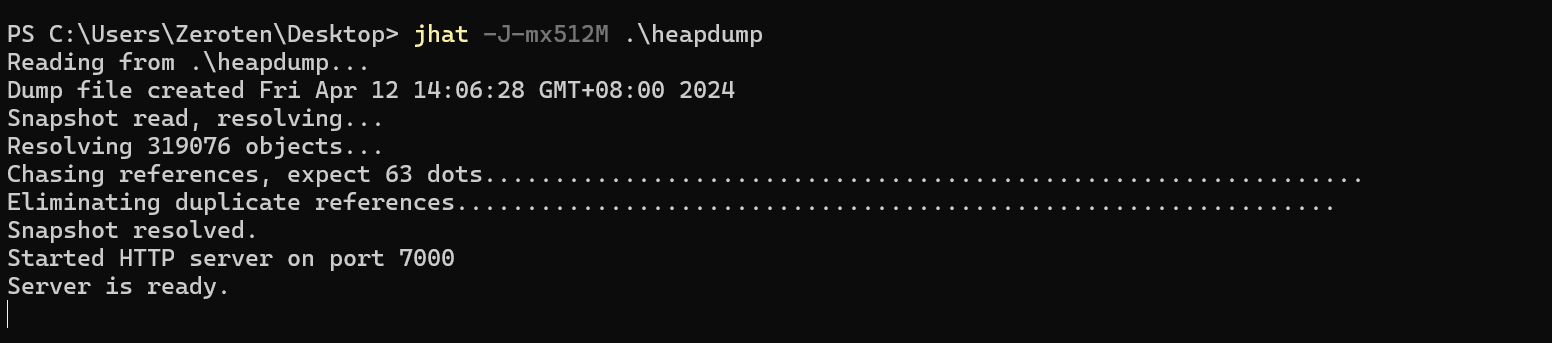 PS C:\Users\Zeroten\Desktop> jhat -J-mx512M .\heapdump
Reading from .\heapdump...
Dump file created Fri Apr 12 14:06:28 GMT+08:00 2024
Snapshot read, resolving...
Resolving 319076 objects...
Chasing references, expect 63 dots...............................................................
Eliminating duplicate references...............................................................
Snapshot resolved.
Started HTTP server on port 7000
Server is ready.